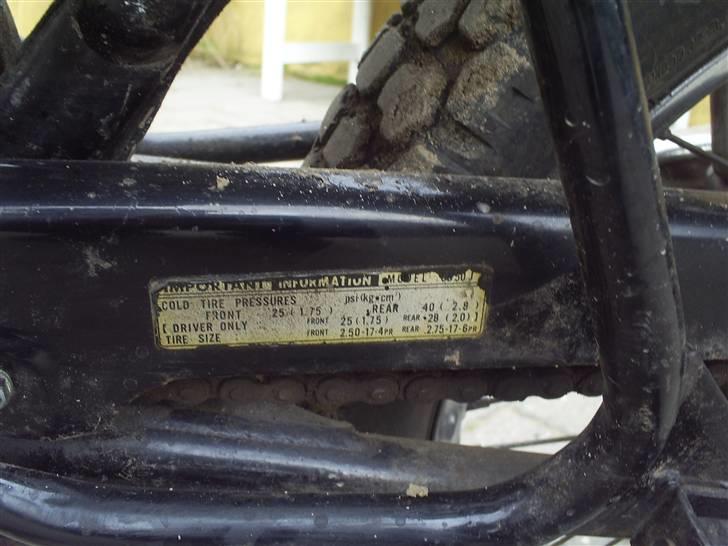 IMPORTANT INFORMATION MODEL
COLD TIRE PRESSURES psi(kg·cm²)
FRONT 25 (1.75) REAR 40 (2.8)
[DRIVER ONLY FRONT 25 (1.75) REAR 28 (2.0)]
TIRE SIZE FRONT 2.50-17-4PR REAR 2.75-17-6PR